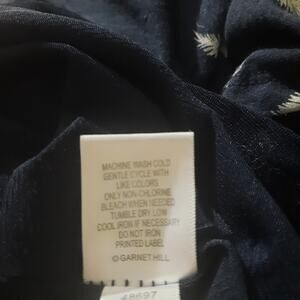 MACHINE WASH COLD
GENTLE CYCLE WITH
LIKE COLORS
ONLY NON-CHLORINE
BLEACH WHEN NEEDED
TUMBLE DRY LOW
COOL IRON IF NECESSARY
DO NOT IRON
PRINTED LABEL
© GARNET HILL
48697